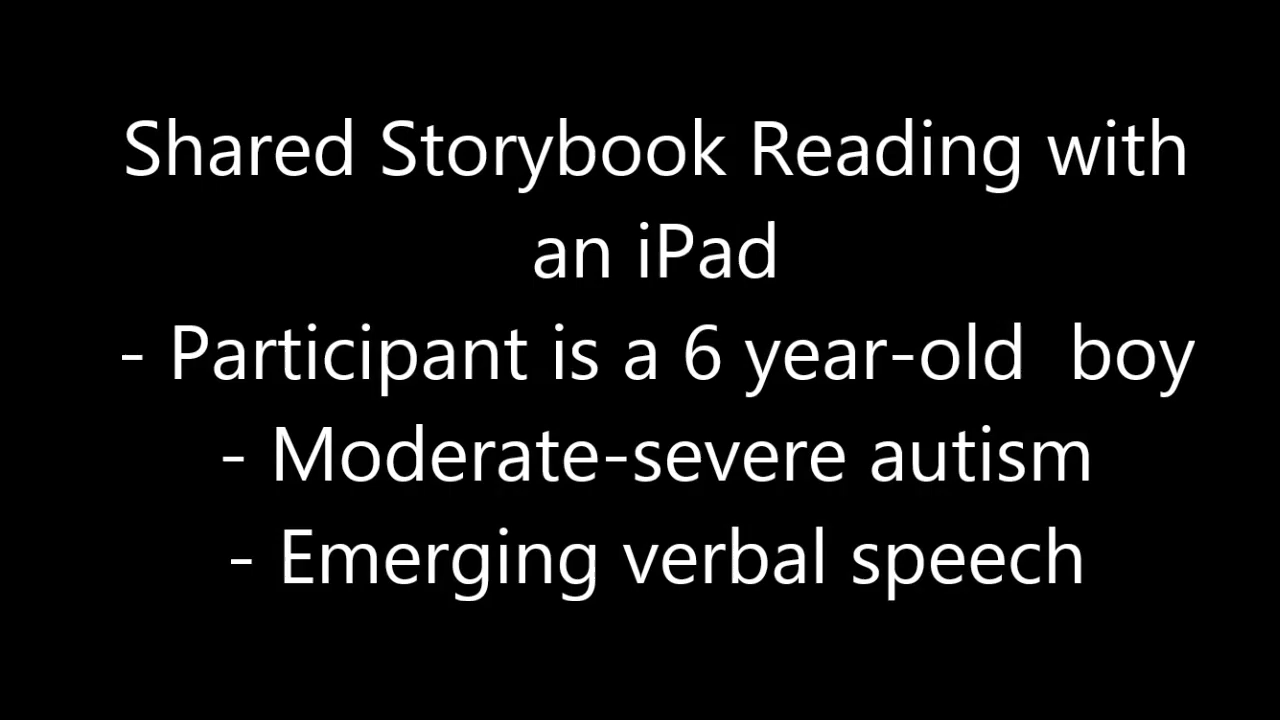 Shared Storybook Reading with
an iPad
- Participant is a 6 year-old  boy
- Moderate-severe autism
- Emerging verbal speech